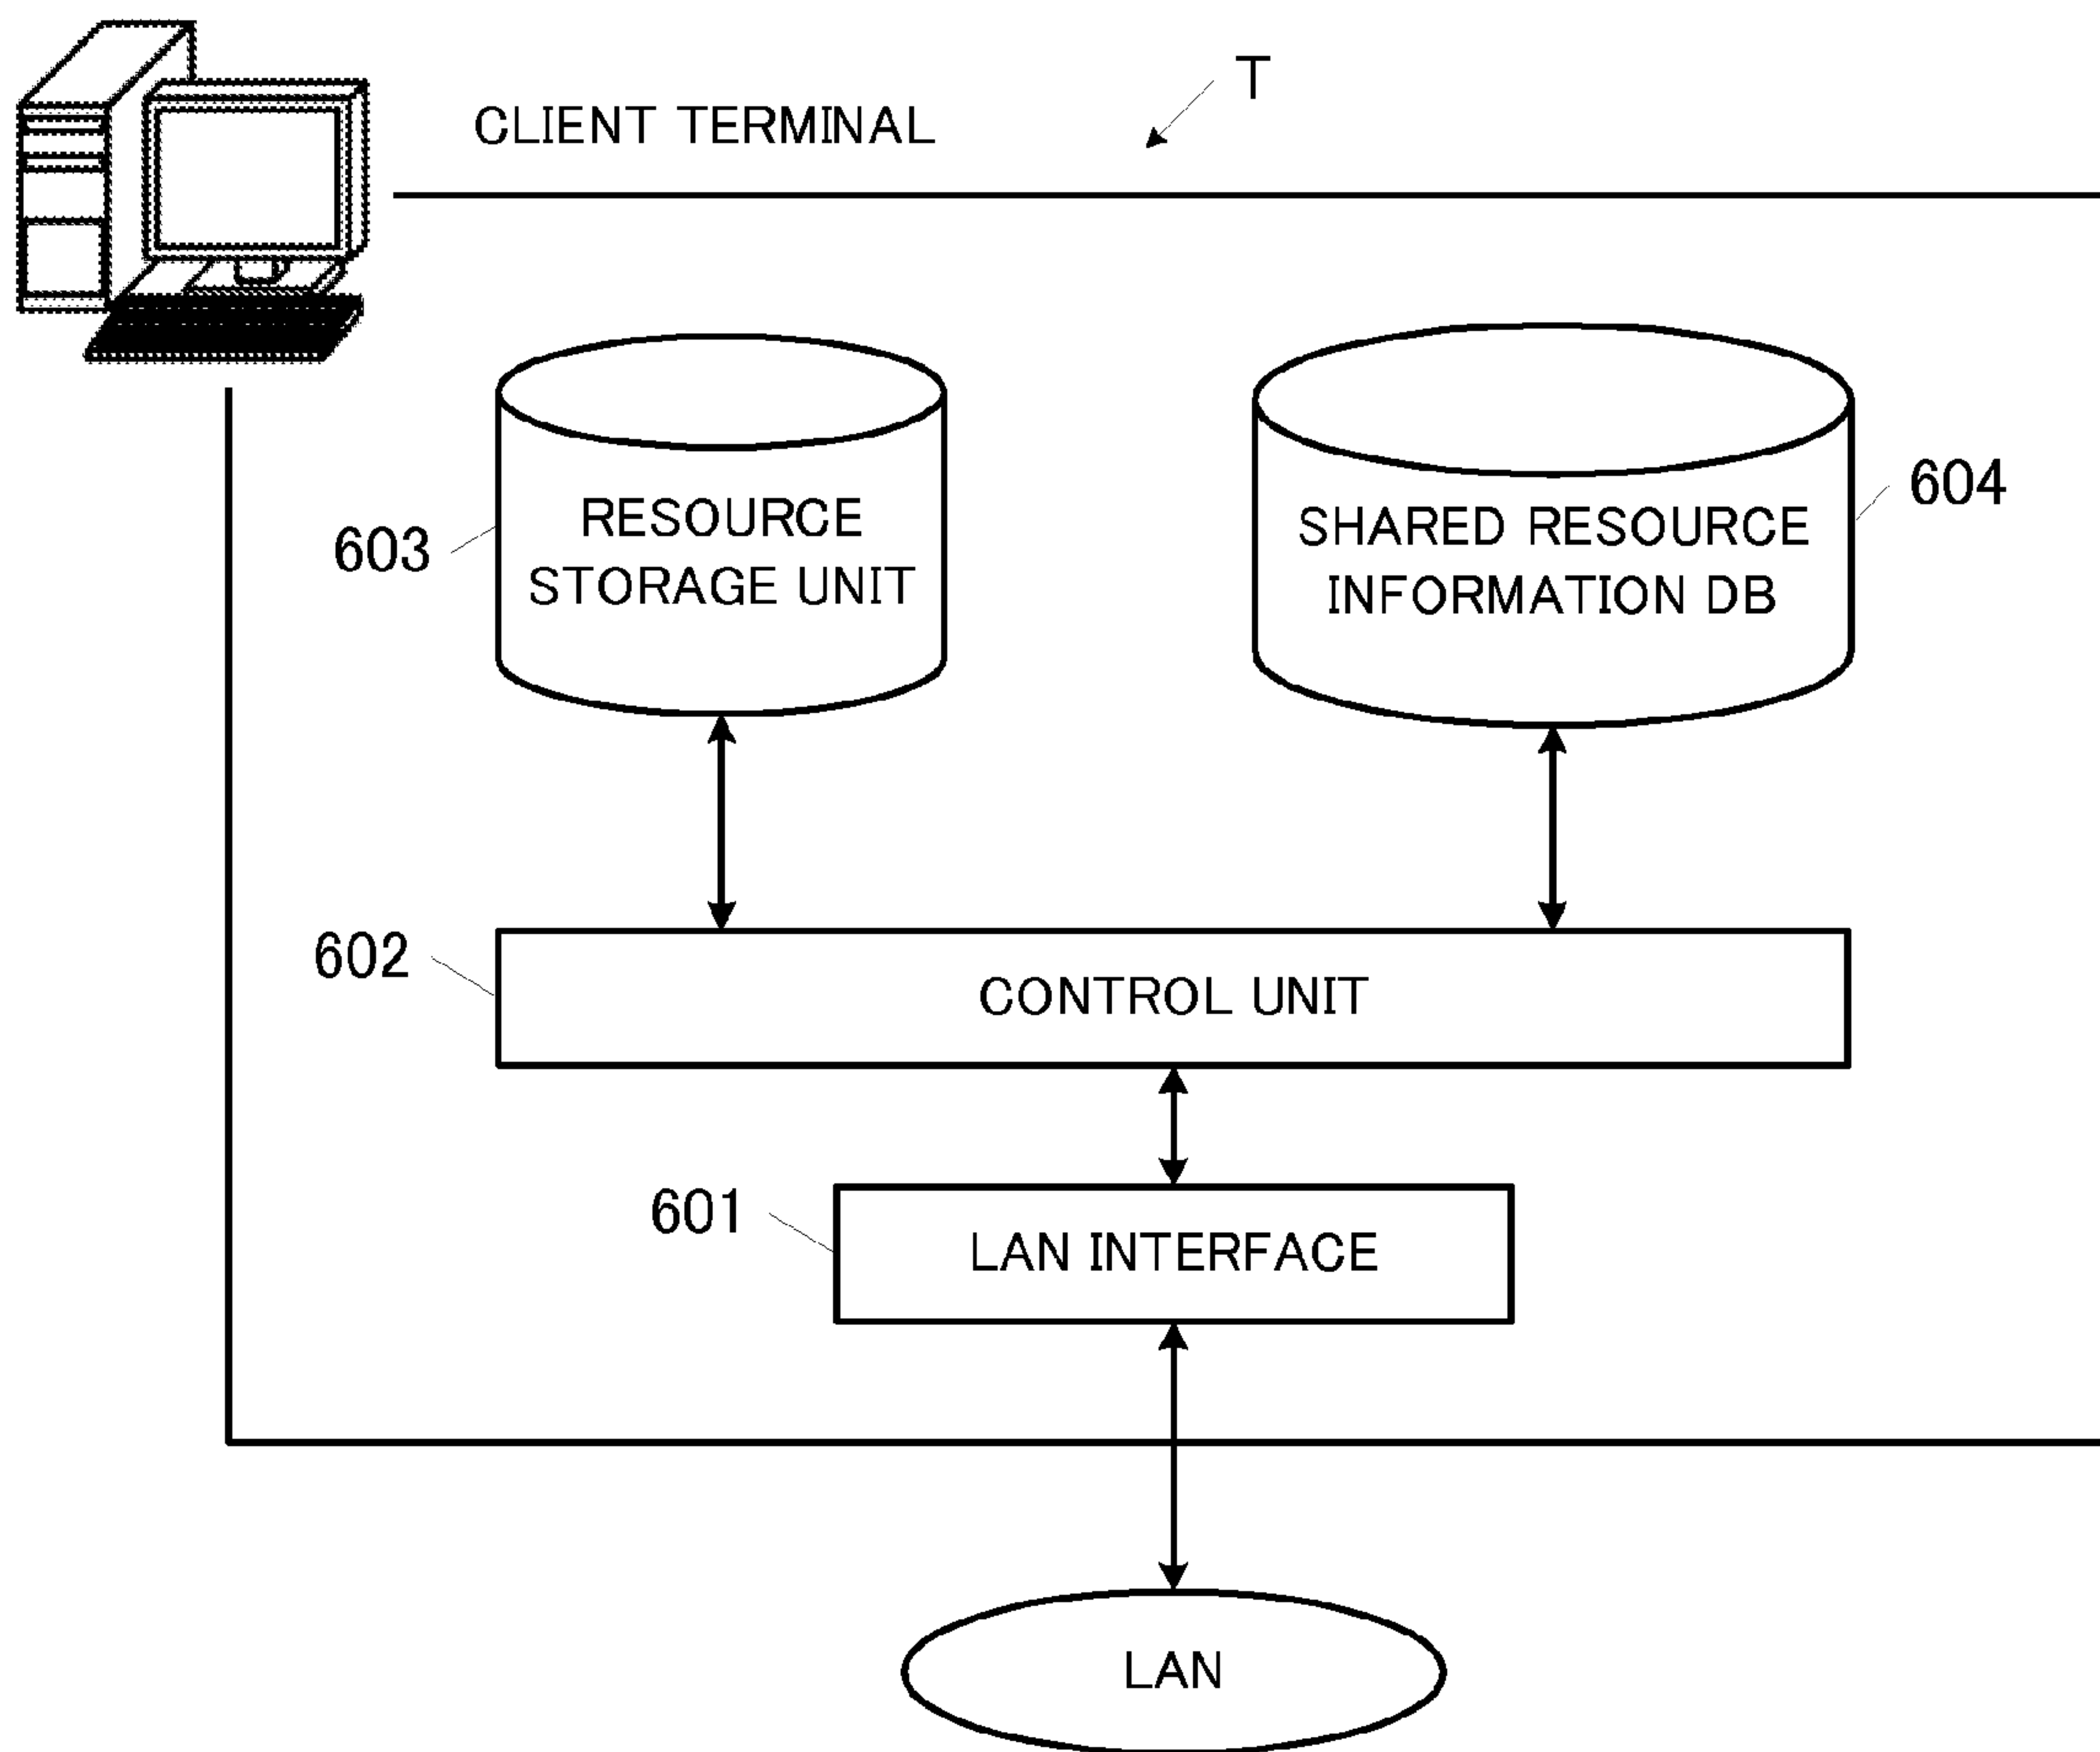 T
CLIENT TERMINAL
603
RESOURCE
STORAGE UNIT
SHARED RESOURCE
INFORMATION DB
604
602
CONTROL UNIT
601
LAN INTERFACE
LAN